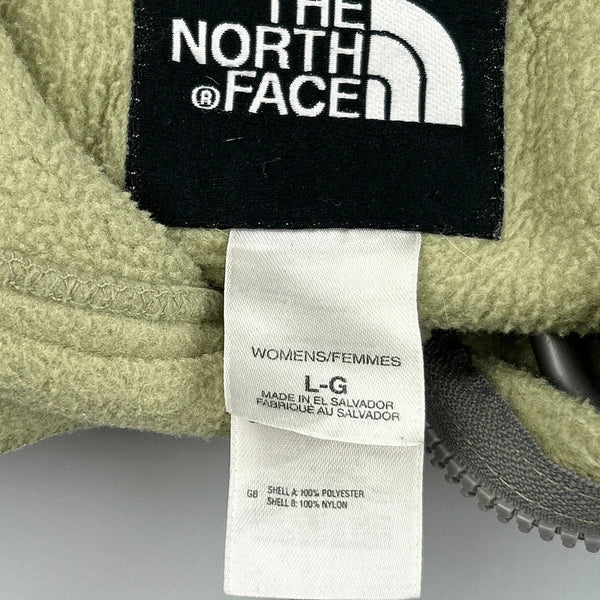 THE
NORTH
®FACE
WOMENS/FEMMES
L-G
MADE IN EL SALVADOR
FABRIQUÉ AU SALVADOR
GB SHELL A: 100% POLYESTER
SHELL B: 100% NYLON